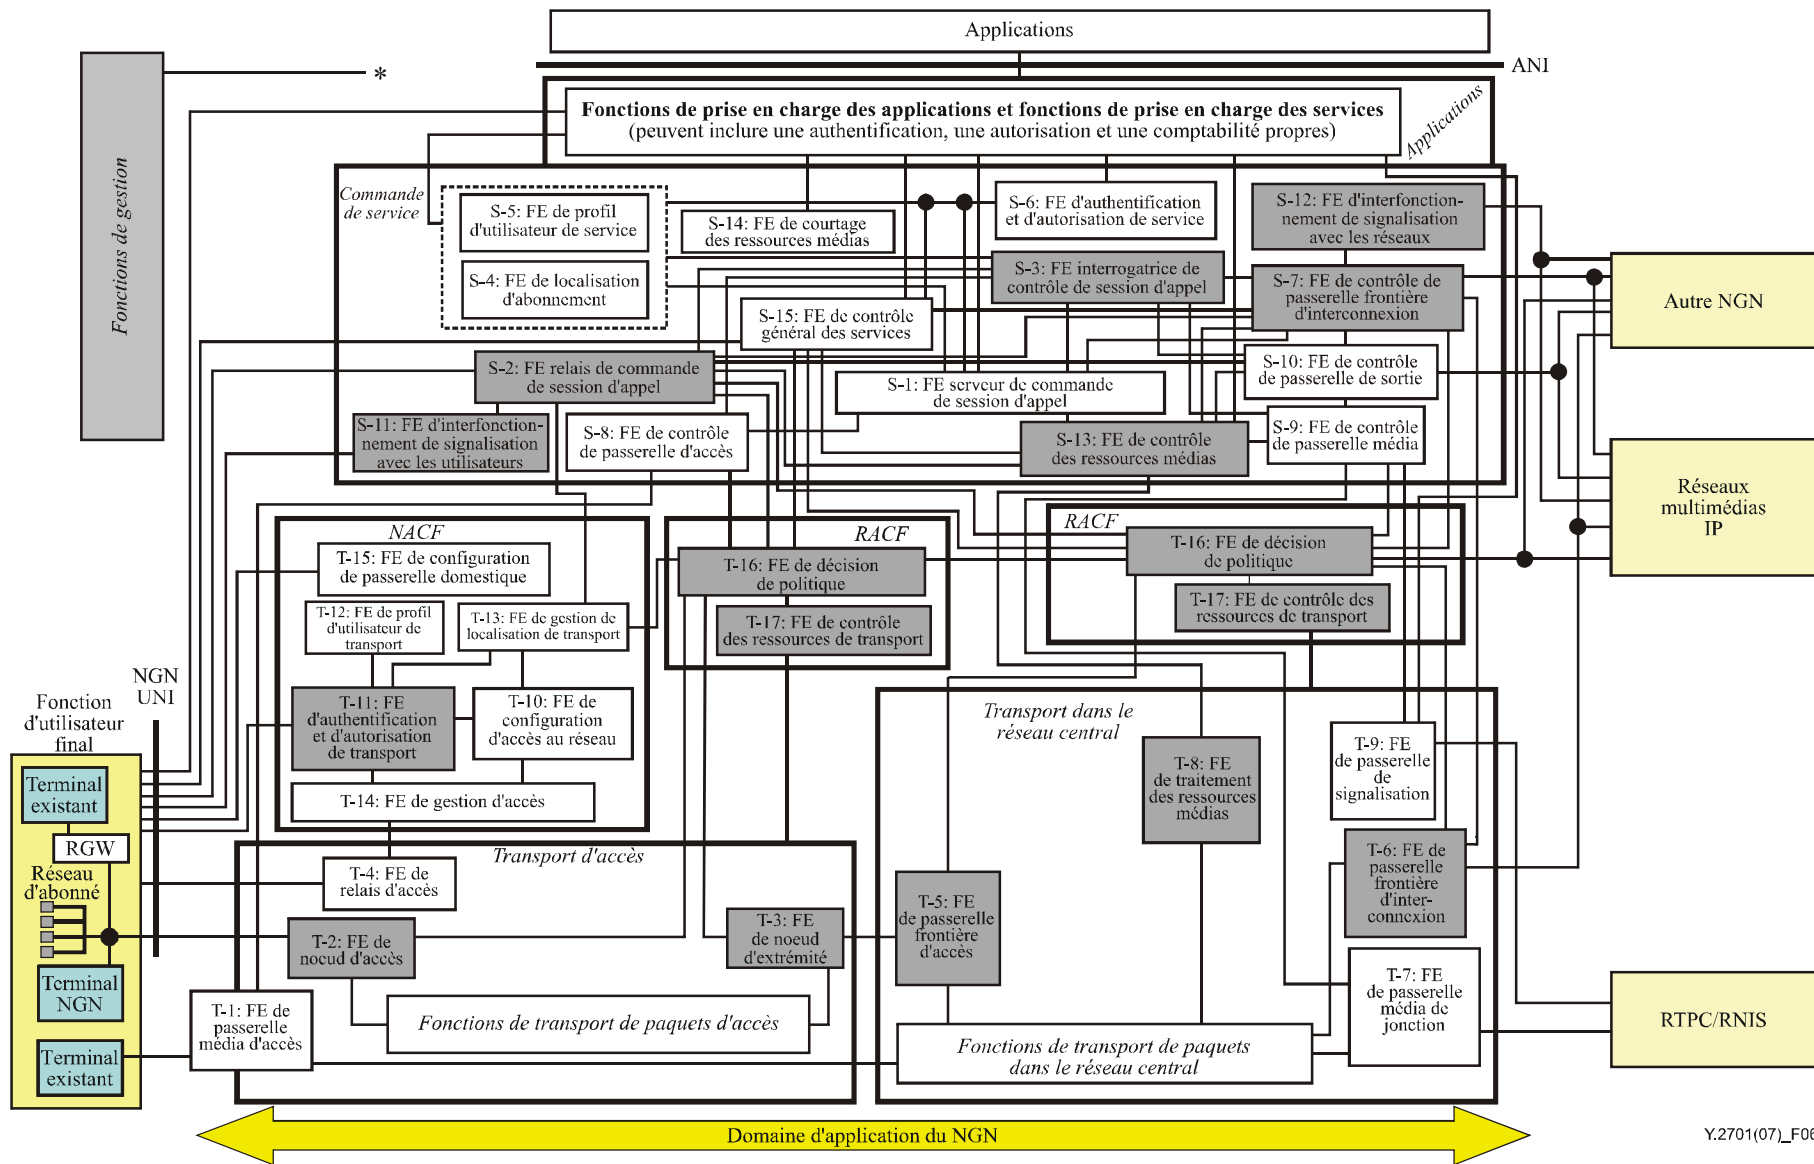 Applications
*
ANI
Fonctions de gestion
Fonctions de prise en charge des applications et fonctions de prise en charge des services
(peuvent inclure une authentification, une autorisation et une comptabilité propres)
Applications
Commande
de service
S-5: FE de profil
d'utilisateur de service
S-4: FE de localisation
d'abonnement
S-14: FE de courtage
des ressources médias
S-6: FE d'authentification
et d'autorisation de service
S-12: FE d'interfonction-
nement de signalisation
avec les réseaux
S-3: FE interrogatrice de
contrôle de session d'appel
S-7: FE de contrôle de
passerelle frontière
d'interconnexion
S-15: FE de contrôle
général des services
S-2: FE relais de commande
de session d'appel
S-1: FE serveur de commande
de session d'appel
S-10: FE de contrôle
de passerelle de sortie
S-11: FE d'interfonction-
nement de signalisation
avec les utilisateurs
S-8: FE de contrôle
de passerelle d'accès
S-13: FE de contrôle
des ressources médias
S-9: FE de contrôle
de passerelle média
Autre NGN
Réseaux
multimédias
IP
RTPC/RNIS
NACF
T-15: FE de configuration
de passerelle domestique
T-12: FE de profil
d'utilisateur de
transport
T-13: FE de gestion de
localisation de transport
T-11: FE
d'authentification
et d'autorisation
de transport
T-10: FE de
configuration
d'accès au réseau
T-14: FE de gestion d'accès
RACF
T-16: FE de décision
de politique
T-17: FE de contrôle
des ressources de transport
RACF
T-16: FE de décision
de politique
T-17: FE de contrôle des
ressources de transport
NGN
UNI
Fonction
d'utilisateur
final
Terminal
existant
RGW
Réseau
d'abonné
Terminal
NGN
Terminal
existant
Transport d'accès
T-4: FE de
relais d'accès
T-2: FE de
noeud d'accès
T-3: FE
de noeud
d'extrémité
T-1: FE de
passerelle
média d'accès
Fonctions de transport de paquets d'accès
Transport dans le
réseau central
T-8: FE
de traitement
des ressources
médias
T-9: FE
de passerelle
de
signalisation
T-5: FE
de passerelle
frontière
d'accès
T-6: FE de
passerelle
frontière
d'inter-
connexion
T-7: FE
de passerelle
média de
jonction
Fonctions de transport de paquets
dans le réseau central
Domaine d'application du NGN
Y.2701(07)_F06